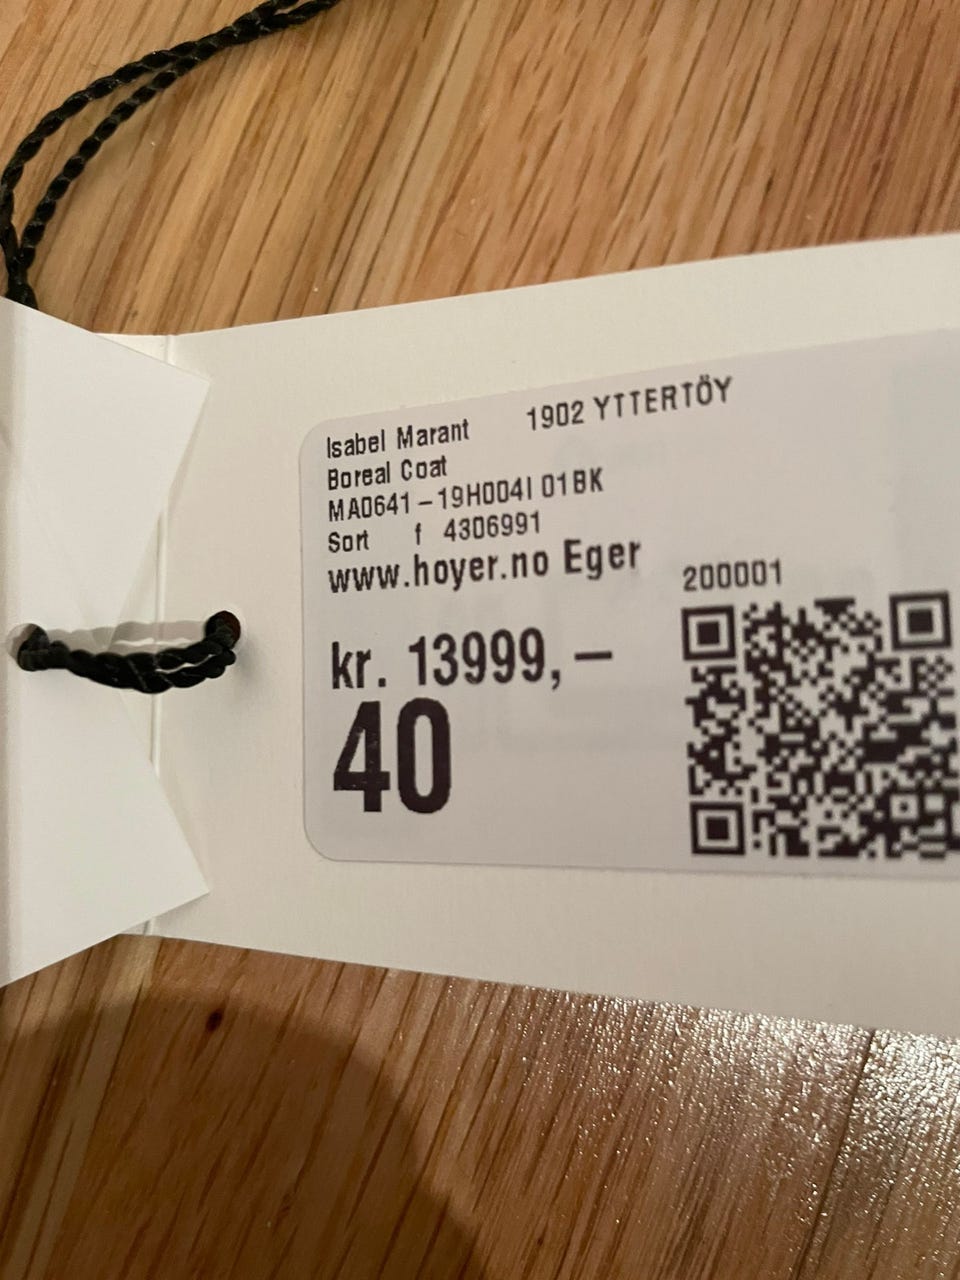 Isabel Marant 1902 YTTERTÖY
Boreal Coat
MA0641-19H004I 01BK
Sort f 4306991
www.hoyer.no Eger
200001
kr. 13999,-
40